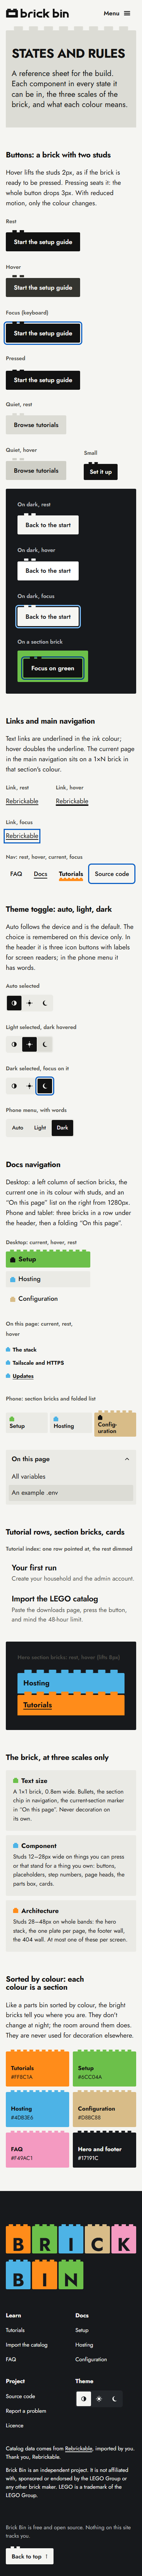 brick bin
Menu
STATES AND RULES
A reference sheet for the build.
Each component in every state it
can be in, the three scales of the
brick, and what each colour means.
Buttons: a brick with two studs
Hover lifts the studs 2px, as if the brick is
ready to be pressed. Pressing seats it: the
whole button drops 3px. With reduced
motion, only the colour changes.
Rest
Start the setup guide
Hover
Start the setup guide
Focus (keyboard)
Start the setup guide
Pressed
Start the setup guide
Quiet, rest
Browse tutorials
Quiet, hover
Browse tutorials
Small
Set it up
On dark, rest
Back to the start
On dark, hover
Back to the start
On dark, focus
Back to the start
On a section brick
Focus on green
Links and main navigation
Text links are underlined in the ink colour;
hover doubles the underline. The current page
in the main navigation sits on a 1×N brick in
that section's colour.
Link, rest
Rebrickable
Link, hover
Rebrickable
Link, focus
Rebrickable
Nav: rest, hover, current, focus
FAQ Docs Tutorials Source code
Theme toggle: auto, light, dark
Auto follows the device and is the default. The
choice is remembered on this device only. In
the header it is three icon buttons with labels
for screen readers; in the phone menu it
has words.
Auto selected
Light selected, dark hovered
Dark selected, focus on it
Phone menu, with words
Auto Light Dark
Docs navigation
Desktop: a left column of section bricks, the
current one in its colour with studs, and an
"On this page" list on the right from 1280px.
Phone and tablet: three bricks in a row under
the header, then a folding "On this page".
Desktop: current, hover, rest
Setup
Hosting
Configuration
On this page: current, rest,
hover
The stack
Tailscale and HTTPS
Updates
Phone: section bricks and folded list
Setup
Hosting
Config-
uration
On this page
All variables
An example .env
Tutorial rows, section bricks, cards
Tutorial index: one row pointed at, the rest dimmed
Your first run
Create your household and the admin account.
Import the LEGO catalog
Paste the downloads page, press the button,
and mind the 48-hour limit.
Hero section bricks: rest, hover (lifts 6px)
Hosting
Tutorials
The brick, at three scales only
Text size
A 1×1 brick, 0.8em wide. Bullets, the section
chip in navigation, the current-section marker
in "On this page". Never decoration on
its own.
Component
Studs 12–28px wide on things you can press
or that stand for a thing you own: buttons,
placeholders, step numbers, page heads, the
parts box, cards.
Architecture
Studs 28–48px on whole bands: the hero
stack, the one plate per page, the footer wall,
the 404 wall. At most one of these per screen.
Sorted by colour: each
colour is a section
Like a parts bin sorted by colour, the bright
bricks tell you where you are. They don't
change at night; the room around them does.
They are never used for decoration elsewhere.
Tutorials
#FF8C1A
Setup
#6CC04A
Hosting
#4DB3E6
Configuration
#D8BC88
FAQ
#F49AC1
Hero and footer
#17191C
BRICK
BIN
Learn
Tutorials
Start the setup
Import the catalog
FAQ
Docs
Setup
Hosting
Configuration
Project
Source code
Report a problem
Licence
Theme
Catalog data comes from Rebrickable, imported by you.
Thank you, Rebrickable.
Brick Bin is an independent project. It is not affiliated
with, sponsored or endorsed by the LEGO Group or
any other brick maker. LEGO is a trademark of the
LEGO Group.
Brick Bin is free and open source. Nothing on this site
tracks you.
Back to top ↑